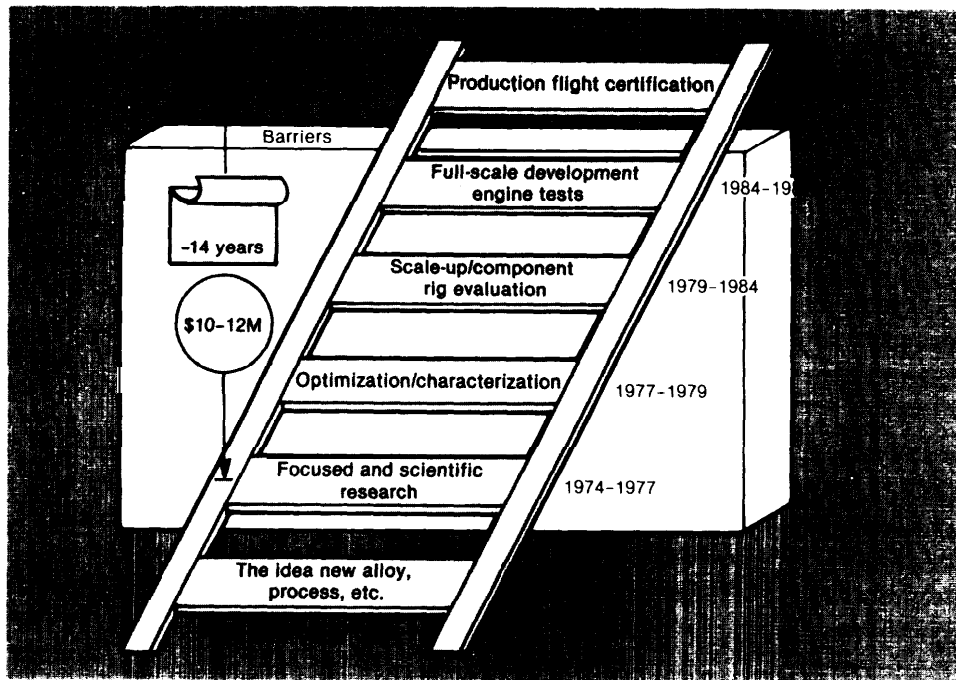 Production flight certification
Barriers
Full-scale development
engine tests
1984-198
-14 years
Scale-up/component
rig evaluation
1979-1984
$10-12M
Optimization/characterization
1977-1979
Focused and scientific
research
1974-1977
The idea new alloy,
process, etc.